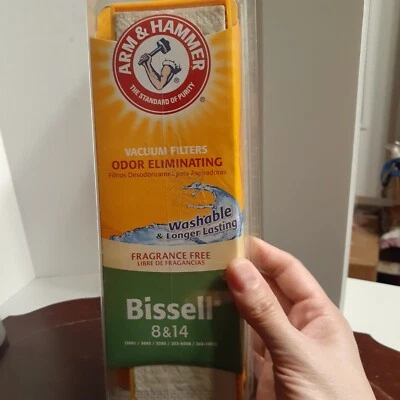 ARM & HAMMER
THE STANDARD OF PURITY
VACUUM FILTERS
ODOR ELIMINATING
Filtros Desodorantes para Aspiradoras
Washable
& Longer Lasting
FRAGRANCE FREE
LIBRE DE FRAGANCIAS
Bissell®
8 & 14